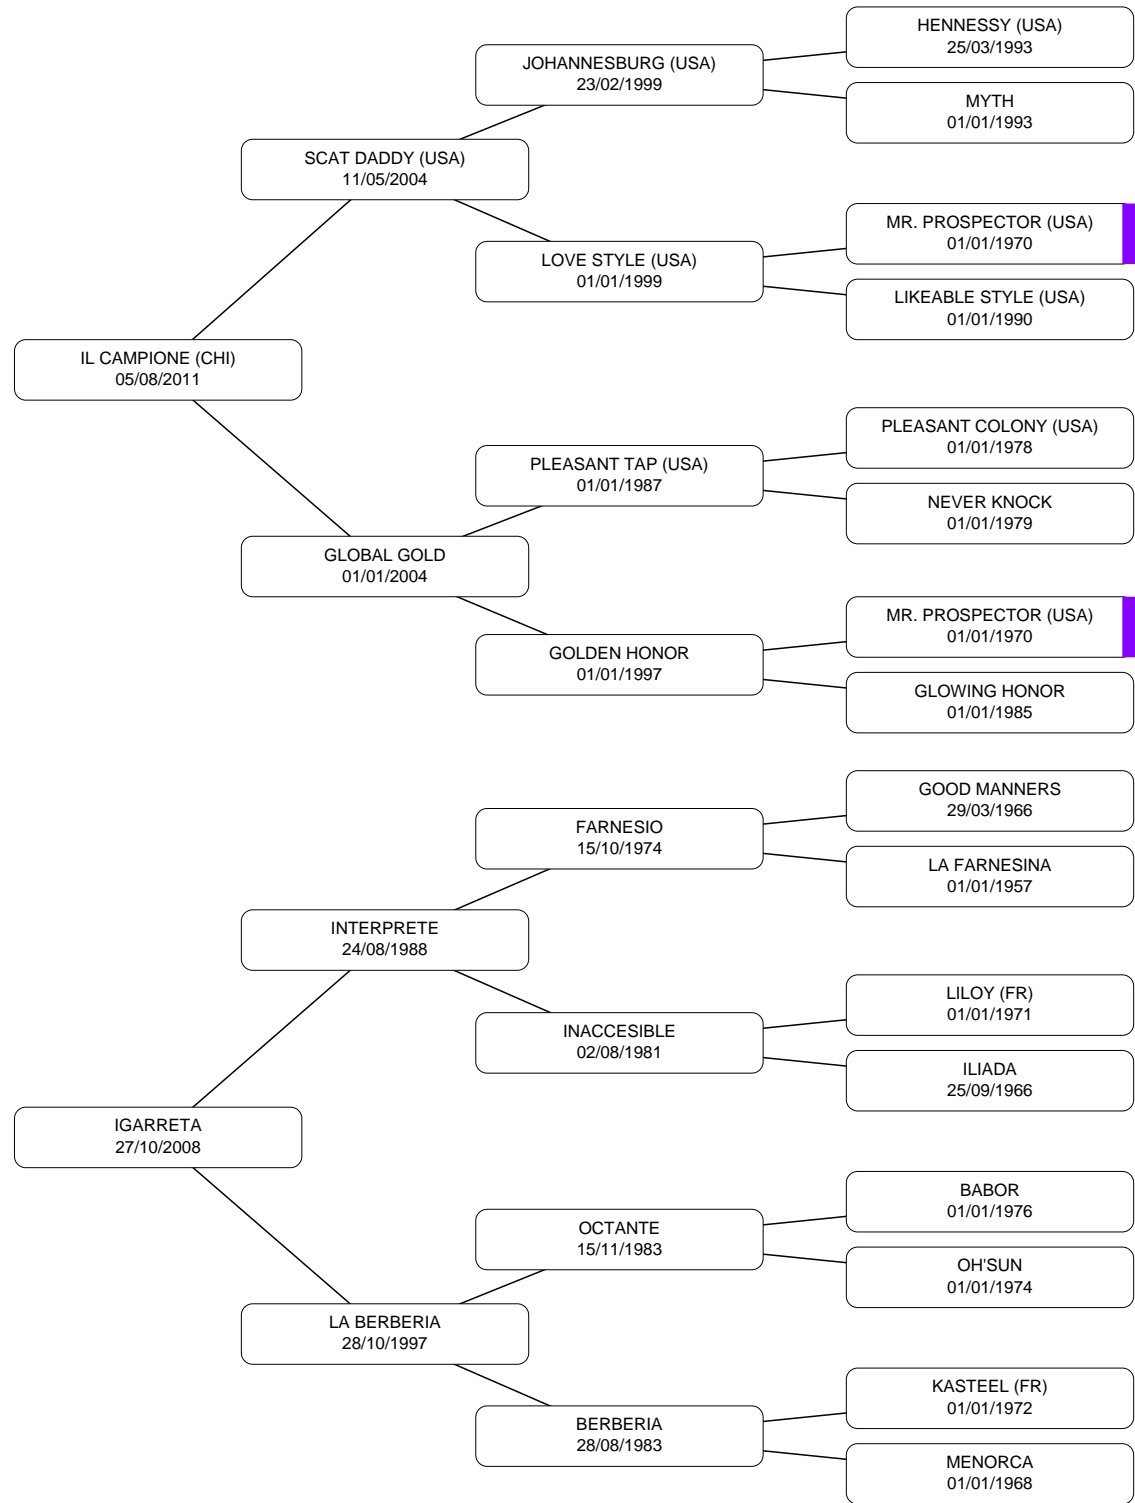 HENNESSY (USA)
25/03/1993
JOHANNESBURG (USA)
23/02/1999
MYTH
01/01/1993
SCAT DADDY (USA)
11/05/2004
MR. PROSPECTOR (USA)
01/01/1970
LOVE STYLE (USA)
01/01/1999
LIKEABLE STYLE (USA)
01/01/1990
IL CAMPIONE (CHI)
05/08/2011
PLEASANT COLONY (USA)
01/01/1978
PLEASANT TAP (USA)
01/01/1987
NEVER KNOCK
01/01/1979
GLOBAL GOLD
01/01/2004
MR. PROSPECTOR (USA)
01/01/1970
GOLDEN HONOR
01/01/1997
GLOWING HONOR
01/01/1985
GOOD MANNERS
29/03/1966
FARNESIO
15/10/1974
LA FARNESINA
01/01/1957
INTERPRETE
24/08/1988
LILOY (FR)
01/01/1971
INACCESIBLE
02/08/1981
ILIADA
25/09/1966
IGARRETA
27/10/2008
BABOR
01/01/1976
OCTANTE
15/11/1983
OH'SUN
01/01/1974
LA BERBERIA
28/10/1997
KASTEEL (FR)
01/01/1972
BERBERIA
28/08/1983
MENORCA
01/01/1968